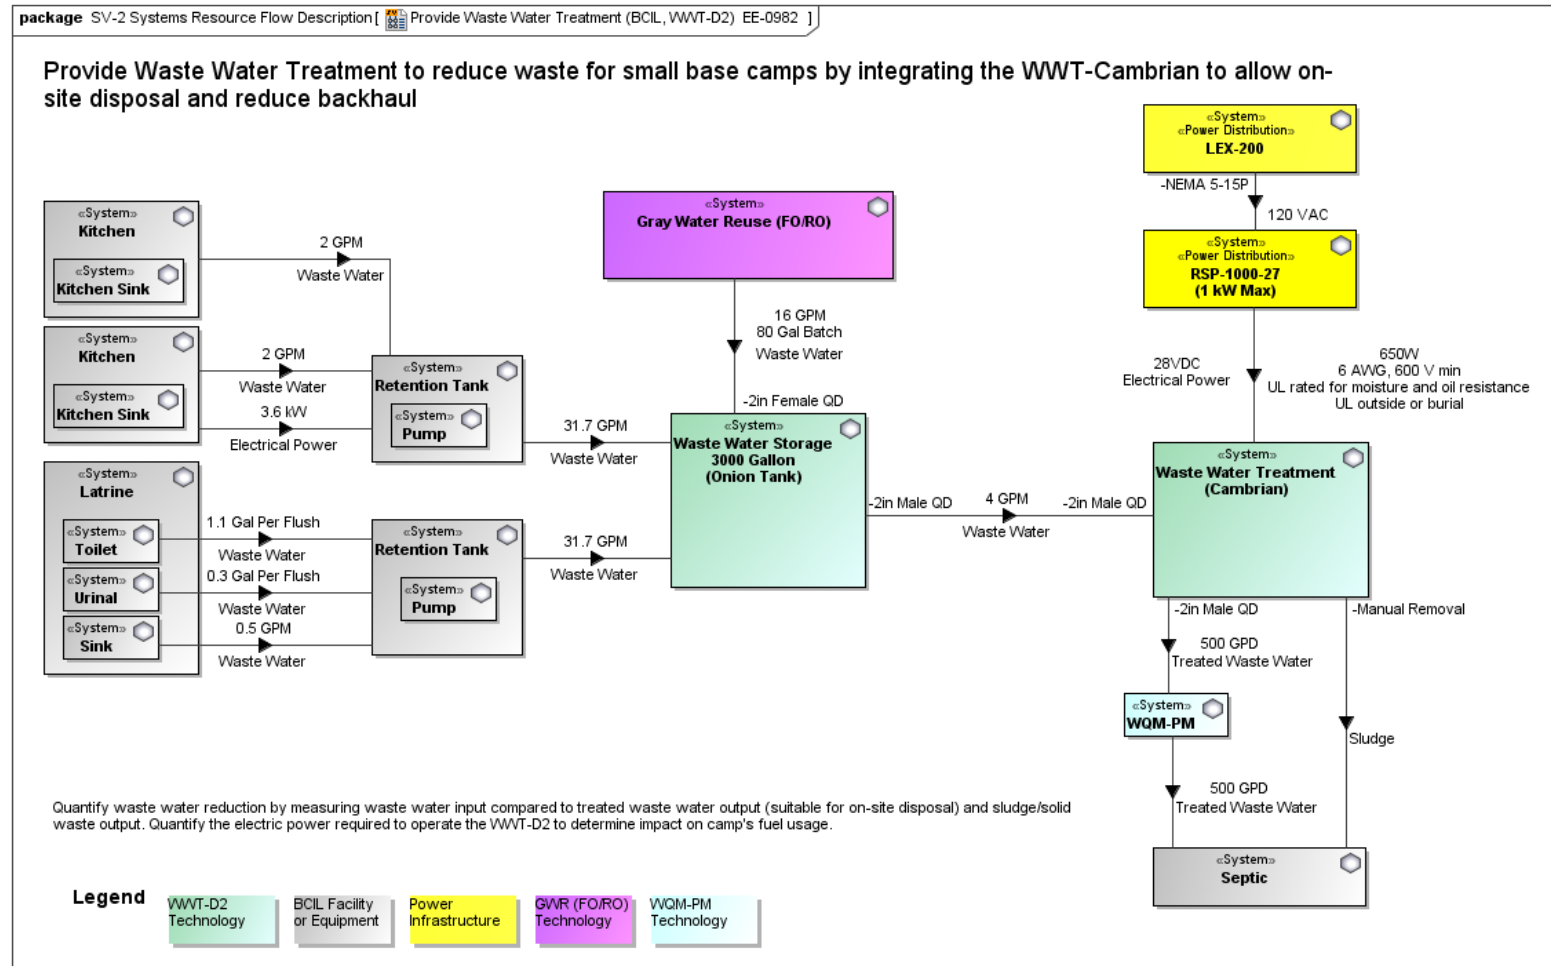 package SV-2 Systems Resource Flow Description [ Provide Waste Water Treatment (BCIL, WWT-D2) EE-0982 ]
Provide Waste Water Treatment to reduce waste for small base camps by integrating the WWT-Cambrian to allow on-
site disposal and reduce backhaul
«System»
«Power Distribution»
LEX-200
-NEMA 5-15P
120 VAC
«System»
«Power Distribution»
RSP-1000-27
(1 kW Max)
28VDC
Electrical Power
650W
6 AWG, 600 V min
UL rated for moisture and oil resistance
UL outside or burial
«System»
Kitchen
«System»
Kitchen Sink
2 GPM
Waste Water
«System»
Kitchen
«System»
Kitchen Sink
2 GPM
Waste Water
3.6 kW
Electrical Power
«System»
Retention Tank
«System»
Pump
31.7 GPM
Waste Water
«System»
Gray Water Reuse (FO/RO)
16 GPM
80 Gal Batch
Waste Water
-2in Female QD
«System»
Waste Water Storage
3000 Gallon
(Onion Tank)
«System»
Latrine
«System»
Toilet
1.1 Gal Per Flush
Waste Water
«System»
Urinal
0.3 Gal Per Flush
Waste Water
«System»
Sink
0.5 GPM
Waste Water
«System»
Retention Tank
«System»
Pump
31.7 GPM
Waste Water
-2in Male QD
4 GPM
Waste Water
-2in Male QD
«System»
Waste Water Treatment
(Cambrian)
-2in Male QD
500 GPD
Treated Waste Water
-Manual Removal
Sludge
«System»
WQM-PM
500 GPD
Treated Waste Water
«System»
Septic
Quantify waste water reduction by measuring waste water input compared to treated waste water output (suitable for on-site disposal) and sludge/solid
waste output. Quantify the electric power required to operate the WWT-D2 to determine impact on camp's fuel usage.
Legend
WWT-D2
Technology
BCIL Facility
or Equipment
Power
Infrastructure
GWR (FO/RO)
Technology
WQM-PM
Technology